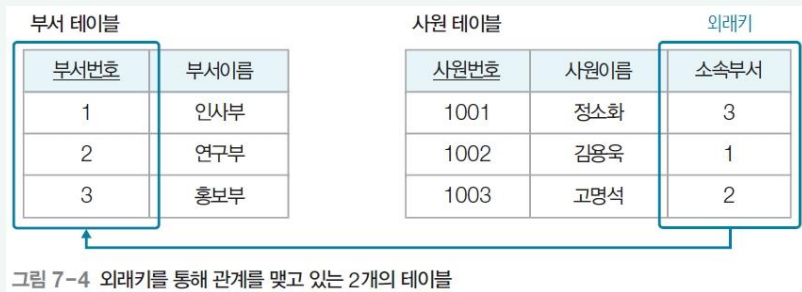 부서 테이블 사원 테이블 외래키
부서번호 부서이름 사원번호 사원이름 소속부서
1 인사부 1001 정소화 3
2 연구부 1002 김용욱 1
3 홍보부 1003 고명석 2
그림 7-4 외래키를 통해 관계를 맺고 있는 2개의 테이블